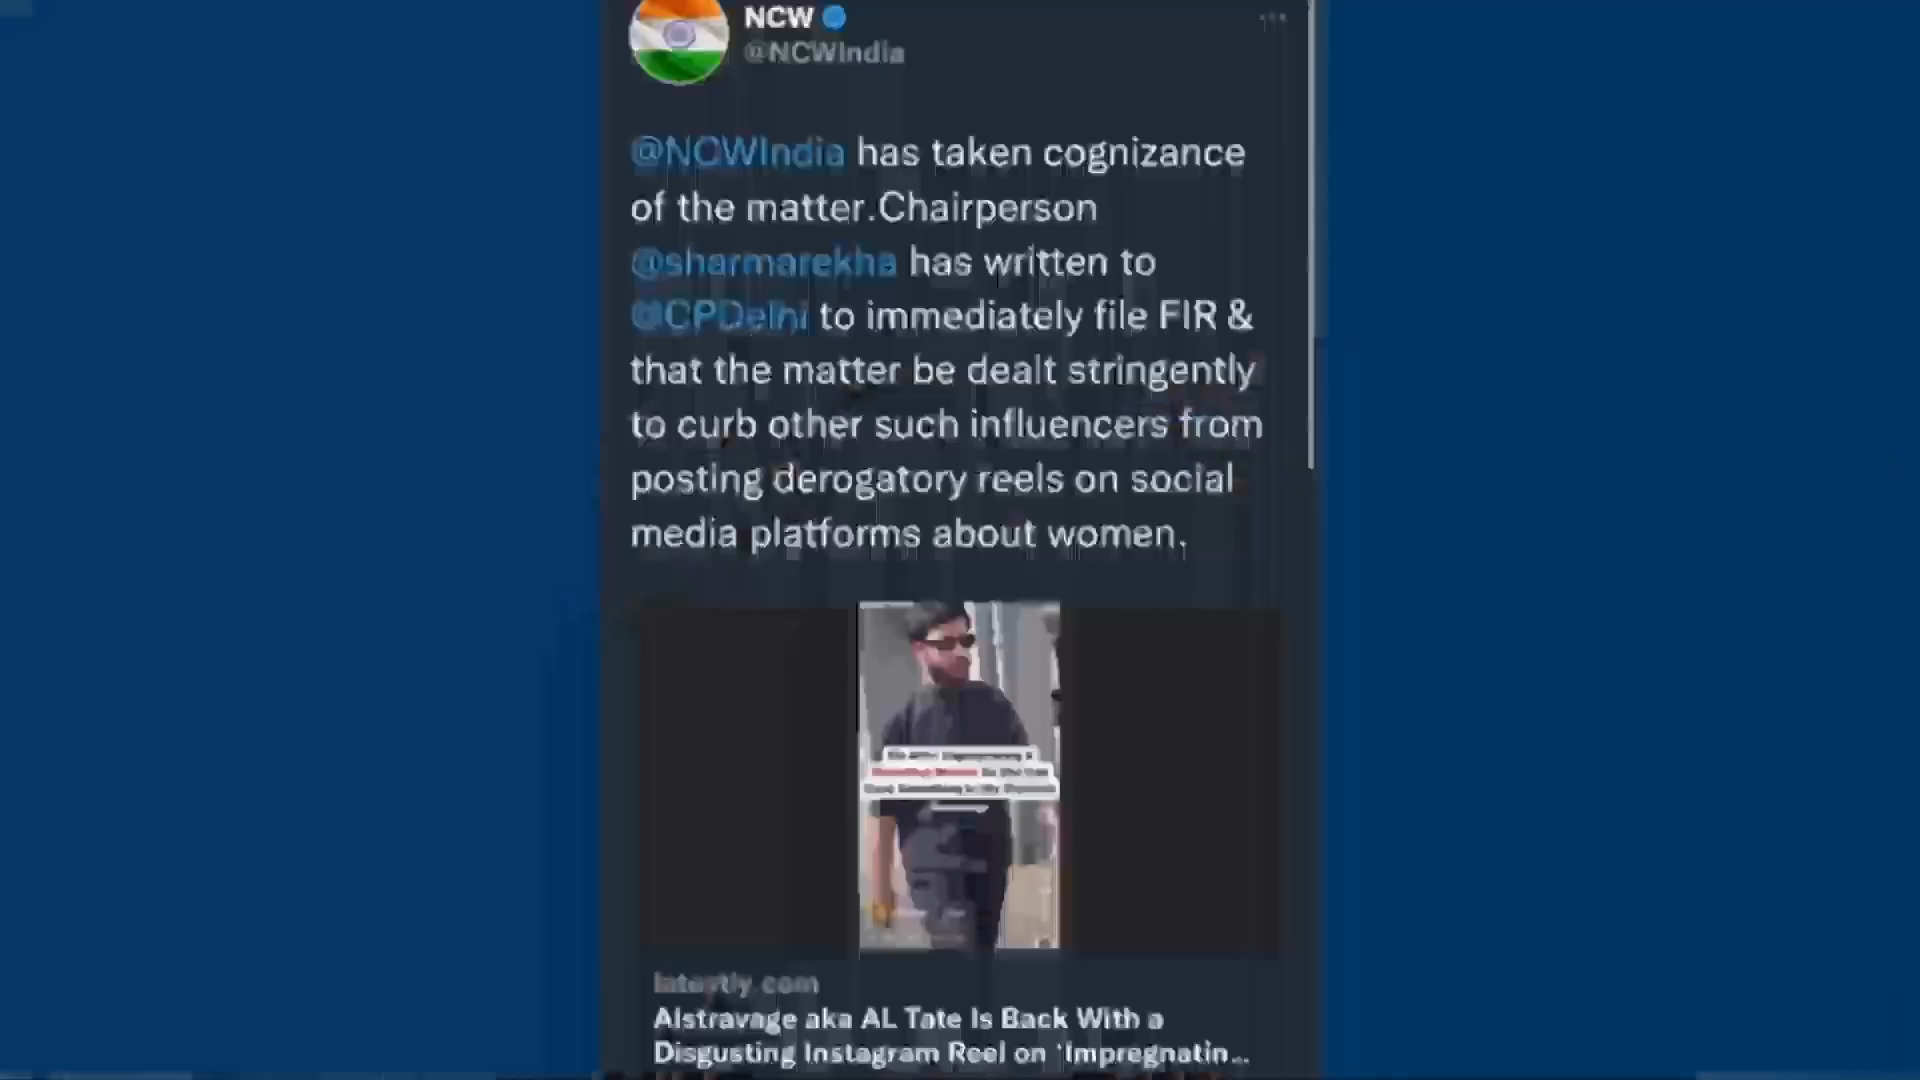 NCW
@NCWIndia
@NCWIndia has taken cognizance
of the matter.Chairperson
@sharmarekha has written to
@CPDelhi to immediately file FIR &
that the matter be dealt stringently
to curb other such influencers from
posting derogatory reels on social
media platforms about women.
latestly.com
Alstravage aka AL Tate Is Back With a
Disgusting Instagram Reel on 'Impregnatin...